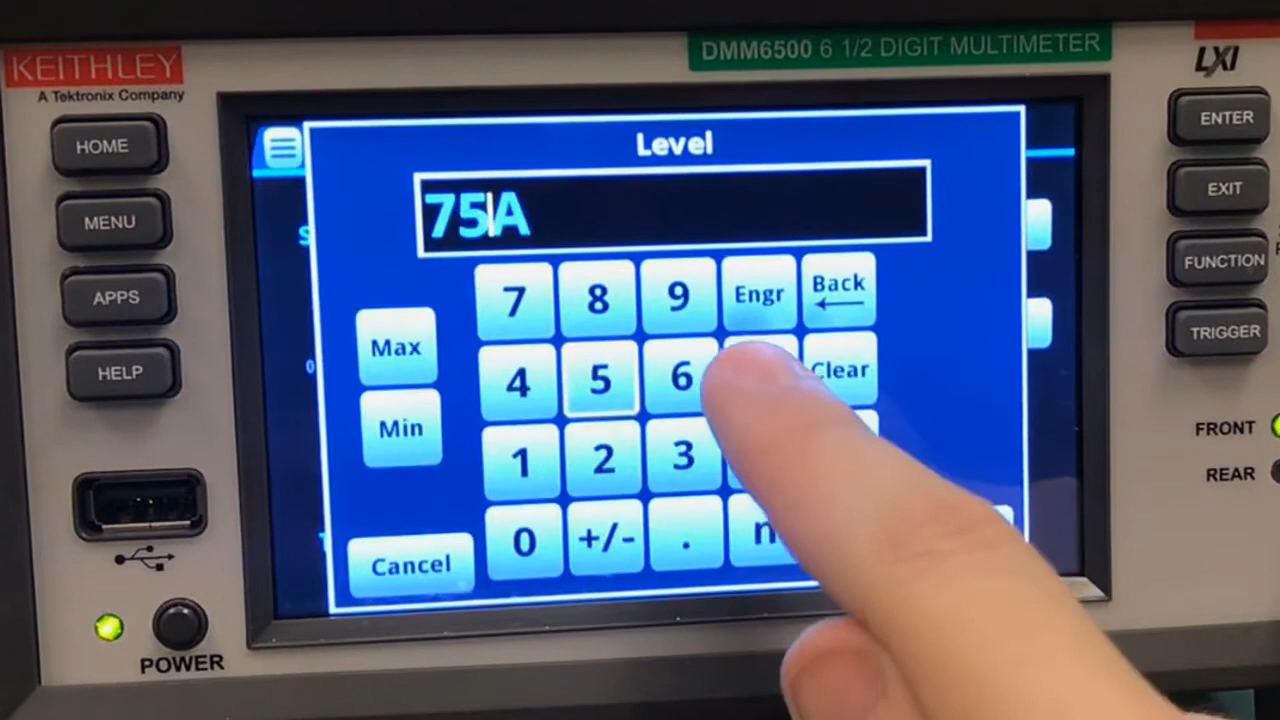 KEITHLEY
A Tektronix Company
DMM6500 6 1/2 DIGIT MULTIMETER
LXI
HOME
MENU
APPS
HELP
POWER
Level
75A
7 8 9 Engr Back
Max
4 5 6 Clear
Min
1 2 3
0 +/- . n
Cancel
ENTER
EXIT
FUNCTION
TRIGGER
FRONT
REAR